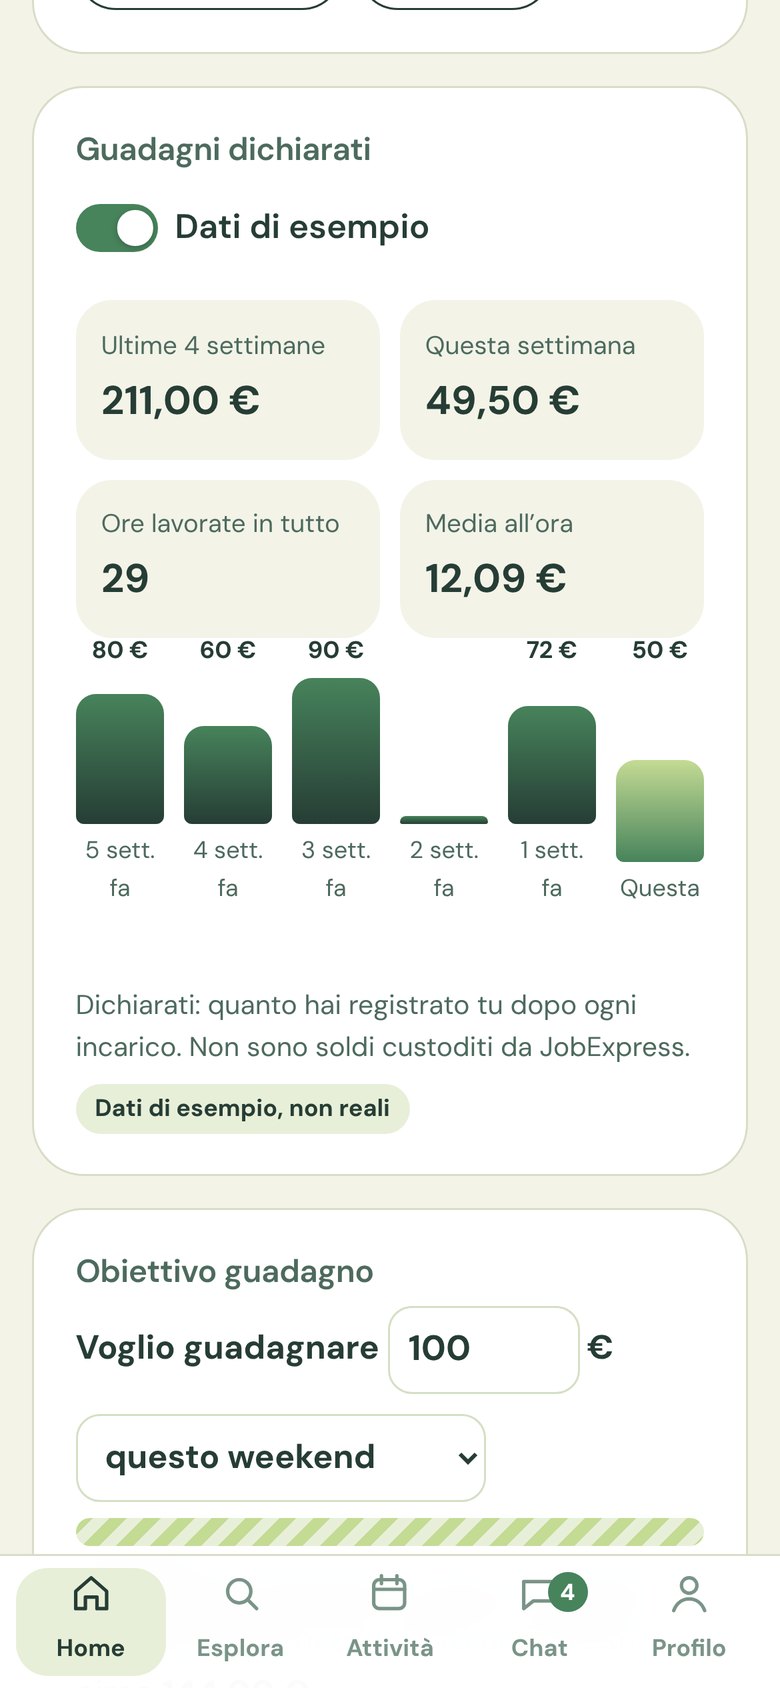 Guadagni dichiarati
Dati di esempio
Ultime 4 settimane
211,00 €
Questa settimana
49,50 €
Ore lavorate in tutto
29
Media all’ora
12,09 €
80 €
60 €
90 €
72 €
50 €
5 sett.
fa
4 sett.
fa
3 sett.
fa
2 sett.
fa
1 sett.
fa
Questa
Dichiarati: quanto hai registrato tu dopo ogni
incarico. Non sono soldi custoditi da JobExpress.
Dati di esempio, non reali
Obiettivo guadagno
Voglio guadagnare 100 €
questo weekend
4
Home
Esplora
Attività
Chat
Profilo